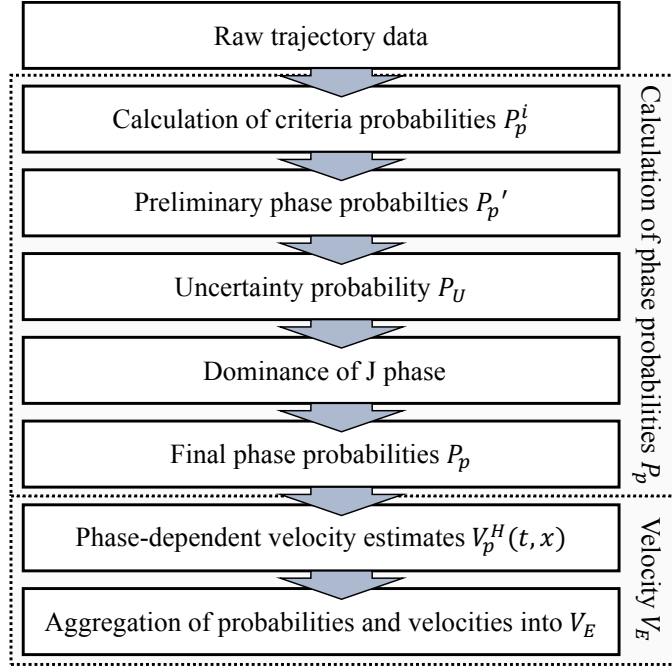 Raw trajectory data
Calculation of criteria probabilities $P_p^i$
Preliminary phase probabilties $P_p'$
Uncertainty probability $P_U$
Dominance of J phase
Final phase probabilities $P_p$
Calculation of phase probabilities $P_p$
Phase-dependent velocity estimates $V_p^H(t, x)$
Aggregation of probabilities and velocities into $V_E$
Velocity $V_E$